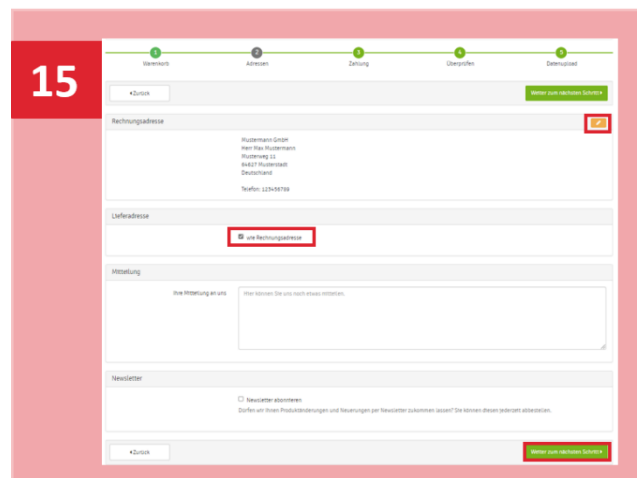 15
1
2
3
4
5
Warenkorb
Adressen
Zahlung
Überprüfen
Datenupload
Zurück
Weiter zum nächsten Schritt
Rechnungsadresse
Mustermann GmbH
Herr Max Mustermann
Musterweg 11
Musterstadt
Deutschland
Telefon: 123456789
Lieferadresse
wie Rechnungsadresse
Mitteilung
Ihre Mitteilung an uns
Hier können Sie uns noch etwas mitteilen.
Newsletter
Newsletter abonnieren
Dürfen wir Ihnen Produktänderungen und Neuerungen per Newsletter zukommen lassen? Sie können diesen jederzeit abbestellen.
Zurück
Weiter zum nächsten Schritt